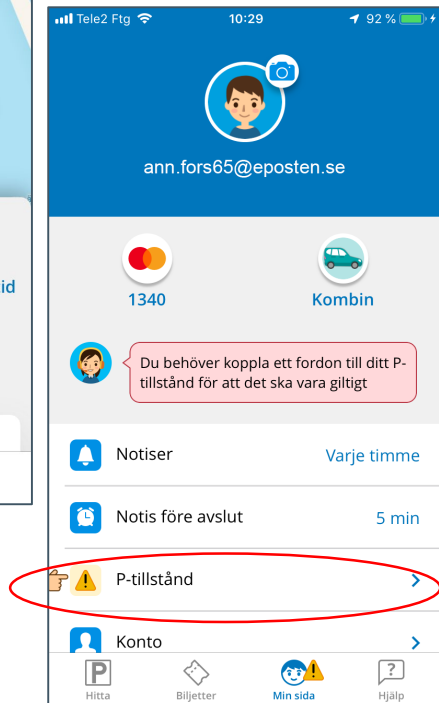 Tele2 Ftg 10:29 92 %
ann.fors65@eposten.se
1340 Kombin
Du behöver koppla ett fordon till ditt P-
tillstånd för att det ska vara giltigt
Notiser Varje timme
Notis före avslut 5 min
P-tillstånd
Konto
P ?
Hitta Biljetter Min sida Hjälp